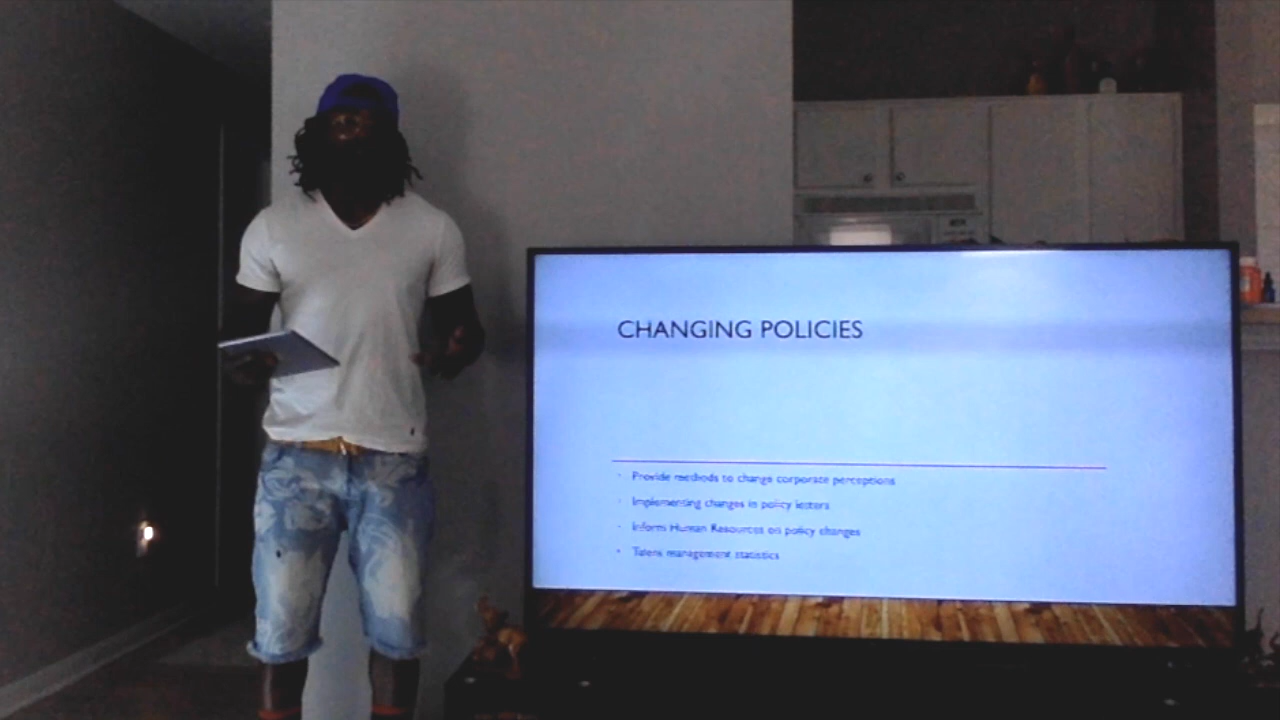 CHANGING POLICIES
Provide methods to change corporate perceptions
Implementing changes in policy letters
Inform Human Resources on policy changes
Talent management statistics